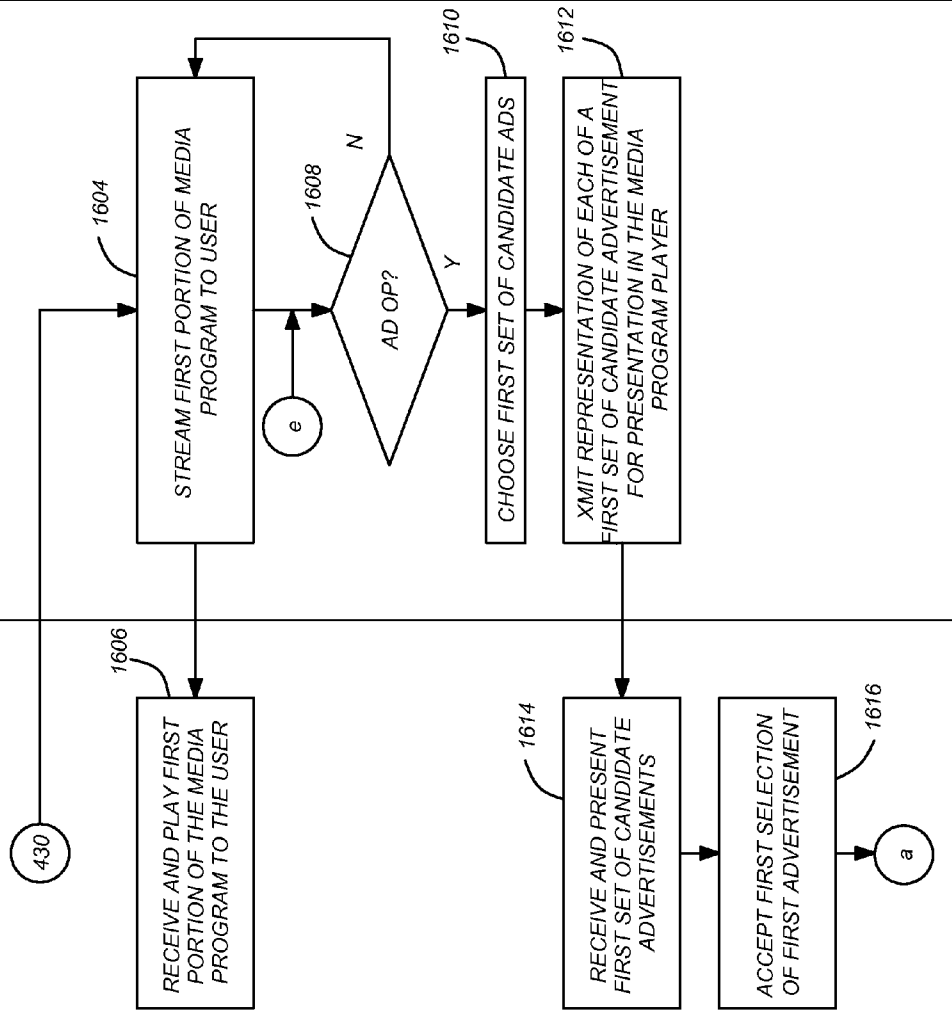 430
1604
STREAM FIRST PORTION OF MEDIA
PROGRAM TO USER
1606
RECEIVE AND PLAY FIRST
PORTION OF THE MEDIA
PROGRAM TO THE USER
e
1608
AD OP?
N
Y
1610
CHOOSE FIRST SET OF CANDIDATE ADS
1612
XMIT REPRESENTATION OF EACH OF A
FIRST SET OF CANDIDATE ADVERTISEMENT
FOR PRESENTATION IN THE MEDIA
PROGRAM PLAYER
1614
RECEIVE AND PRESENT
FIRST SET OF CANDIDATE
ADVERTISEMENTS
1616
ACCEPT FIRST SELECTION
OF FIRST ADVERTISEMENT
a